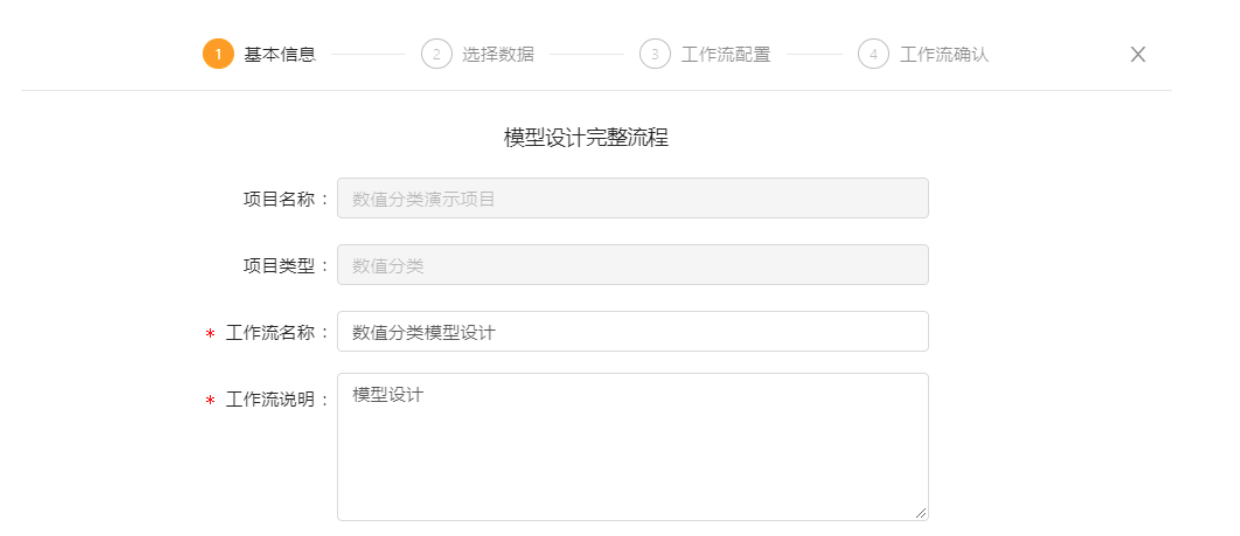 1 基本信息 2 选择数据 3 工作流配置 4 工作流确认
模型设计完整流程
项目名称： 数值分类演示项目
项目类型： 数值分类
* 工作流名称： 数值分类模型设计
* 工作流说明： 模型设计